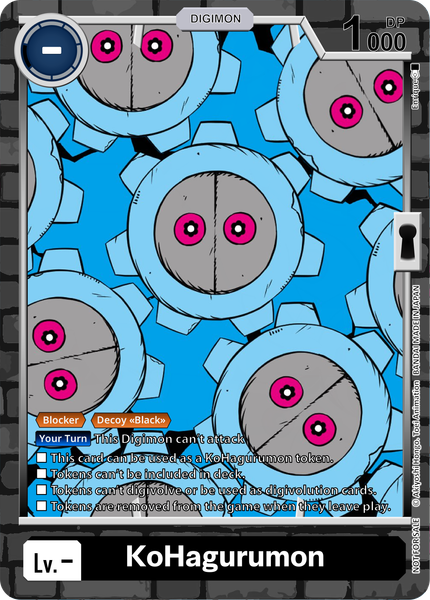 DIGIMON
-
1000
DP
Enrique
Blocker
Decoy «Black»
Your Turn This Digimon can't attack.
This card can be used as a KoHagurumon token.
Tokens can't be included in deck.
Tokens can't digivolve or be used as digivolution cards.
Tokens are removed from the game when they leave play.
© Akiyoshi Hongo, Toei Animation BANDAI MADE IN JAPAN
NOT FOR SALE
Lv.-
KoHagurumon